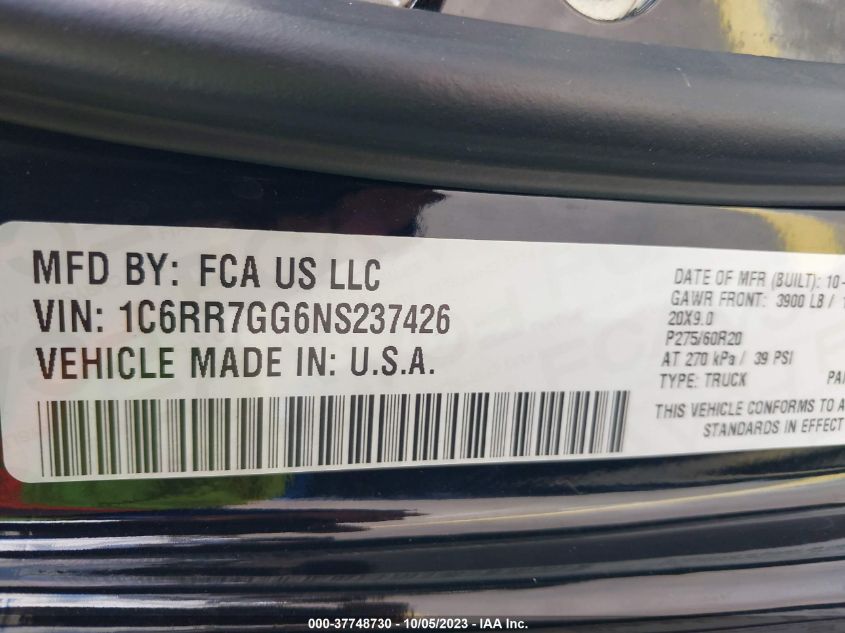 MFD BY: FCA US LLC
VIN: 1C6RR7GG6NS237426
VEHICLE MADE IN: U.S.A.
DATE OF MFR (BUILT): 10-
GAWR FRONT: 3900 LB /
20X9.0
P275/60R20
AT 270 kPa / 39 PSI
TYPE: TRUCK
THIS VEHICLE CONFORMS TO A
STANDARDS IN EFFECT
000-37748730 - 10/05/2023 - IAA Inc.